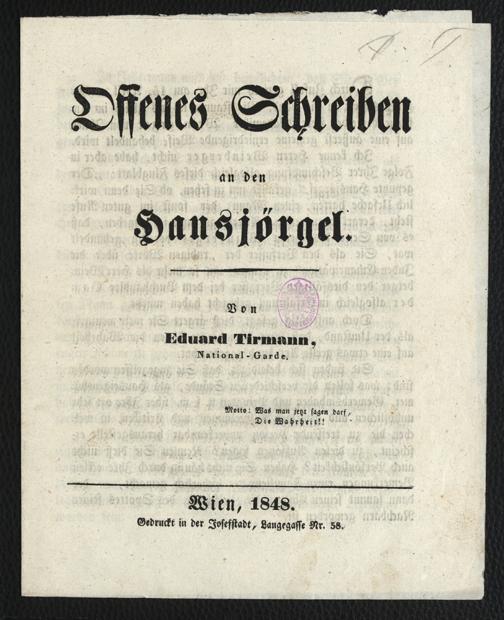 Offenes Schreiben
an den
Hansjörgel.
Von
Eduard Tirmann,
National-Garde.
Motto: Was man jetzt sagen darf,
Die Wahrheit!!
Wien, 1848.
Gedruckt in der Josefstadt, Langegasse Nr. 58.